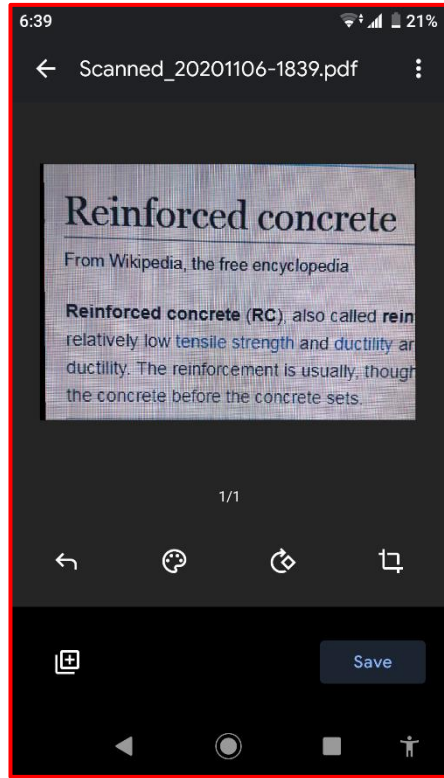 6:39 21%
Scanned_20201106-1839.pdf
Reinforced concrete
From Wikipedia, the free encyclopedia
Reinforced concrete (RC), also called rein
relatively low tensile strength and ductility ar
ductility. The reinforcement is usually, though
the concrete before the concrete sets.
1/1
Save